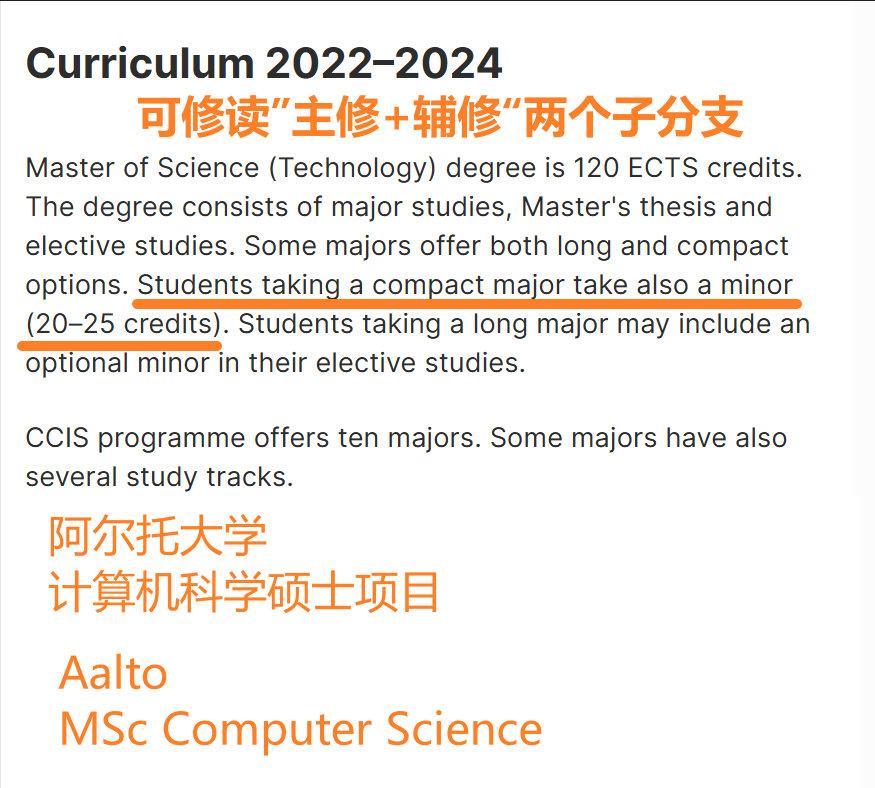 Curriculum 2022–2024
可修读”主修+辅修“两个子分支
Master of Science (Technology) degree is 120 ECTS credits.
The degree consists of major studies, Master's thesis and
elective studies. Some majors offer both long and compact
options. Students taking a compact major take also a minor
(20–25 credits). Students taking a long major may include an
optional minor in their elective studies.
CCIS programme offers ten majors. Some majors have also
several study tracks.
阿尔托大学
计算机科学硕士项目
Aalto
MSc Computer Science